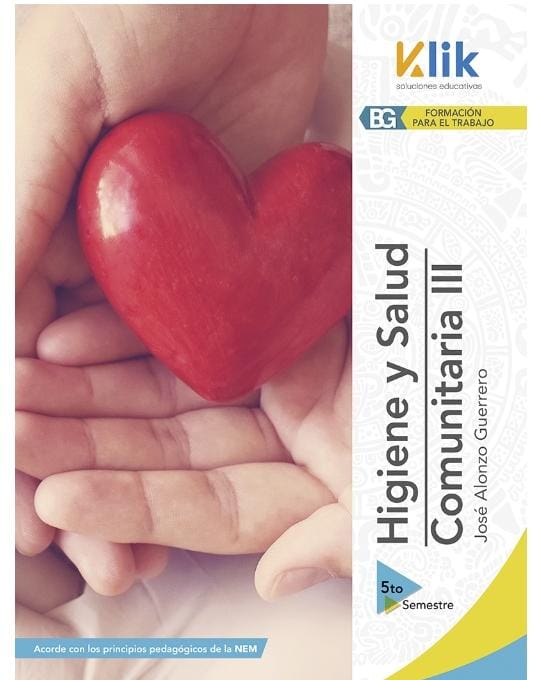 Klik
soluciones educativas
BG
FORMACIÓN
PARA EL TRABAJO
Higiene y Salud
Comunitaria III
José Alonzo Guerrero
5to
Semestre
Acorde con los principios pedagógicos de la NEM